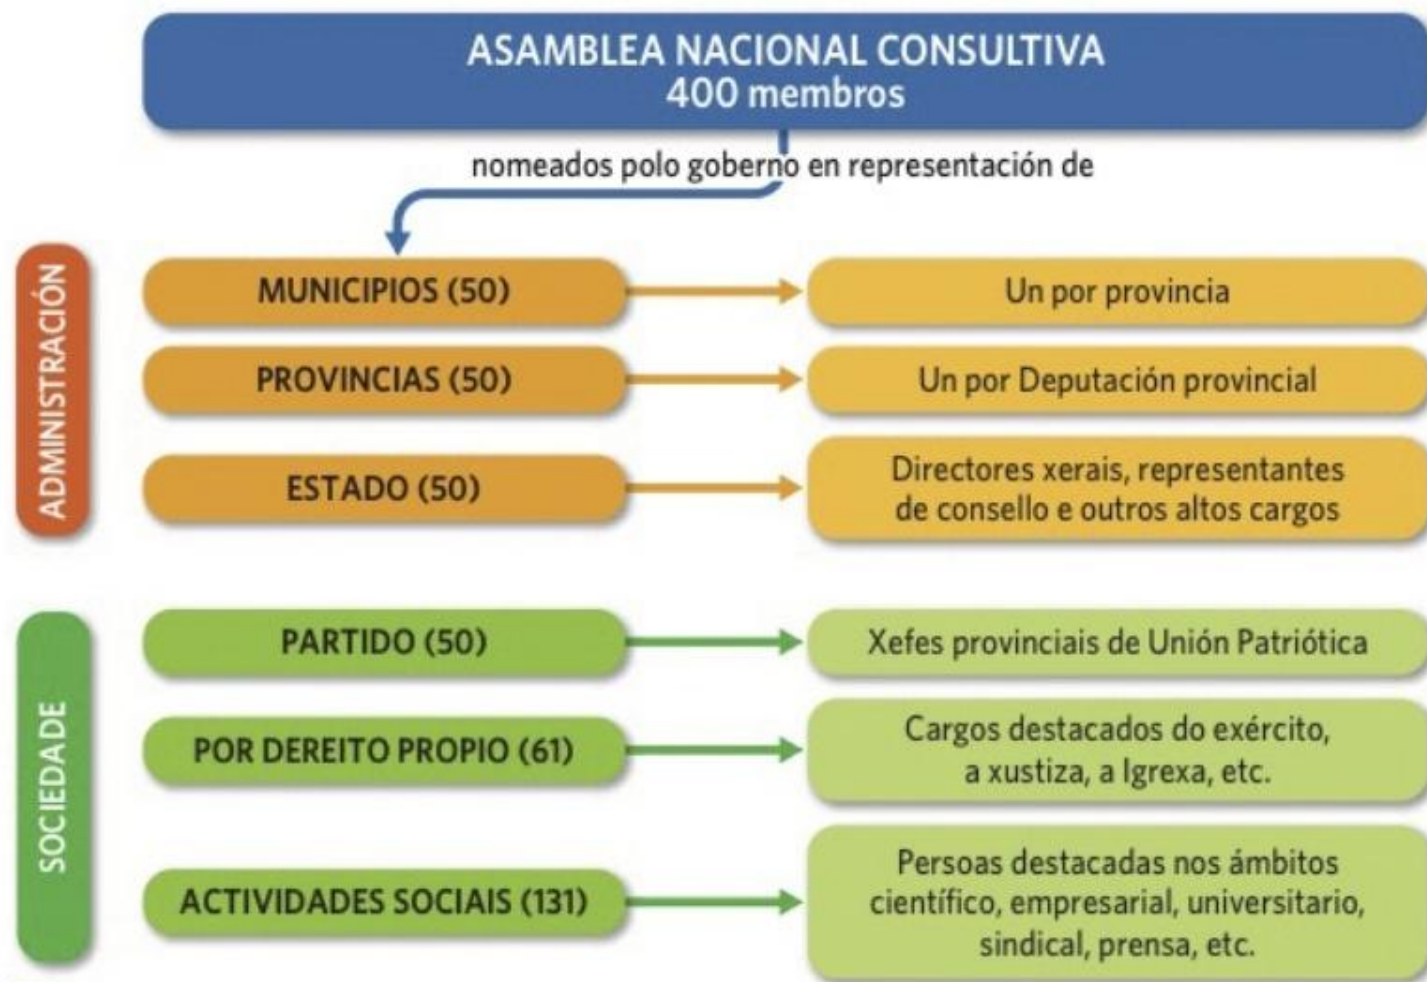 ASAMBLEA NACIONAL CONSULTIVA
400 membros
nomeados polo goberno en representación de
ADMINISTRACIÓN
MUNICIPIOS (50)
Un por provincia
PROVINCIAS (50)
Un por Deputación provincial
ESTADO (50)
Directores xerais, representantes
de consello e outros altos cargos
SOCIEDADE
PARTIDO (50)
Xefes provinciais de Unión Patriótica
POR DEREITO PROPIO (61)
Cargos destacados do exército,
a xustiza, a Igrexa, etc.
ACTIVIDADES SOCIAIS (131)
Persoas destacadas nos ámbitos
científico, empresarial, universitario,
sindical, prensa, etc.